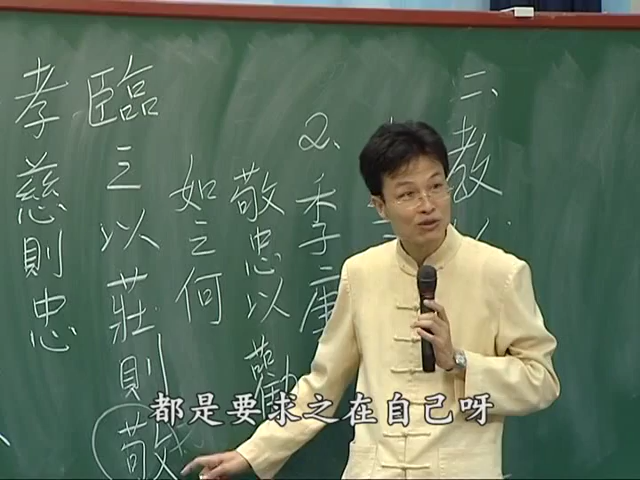 二、教
2、季康
敬忠以勸
如之何
臨之以莊則敬
孝慈則忠
都是要求之在自己呀